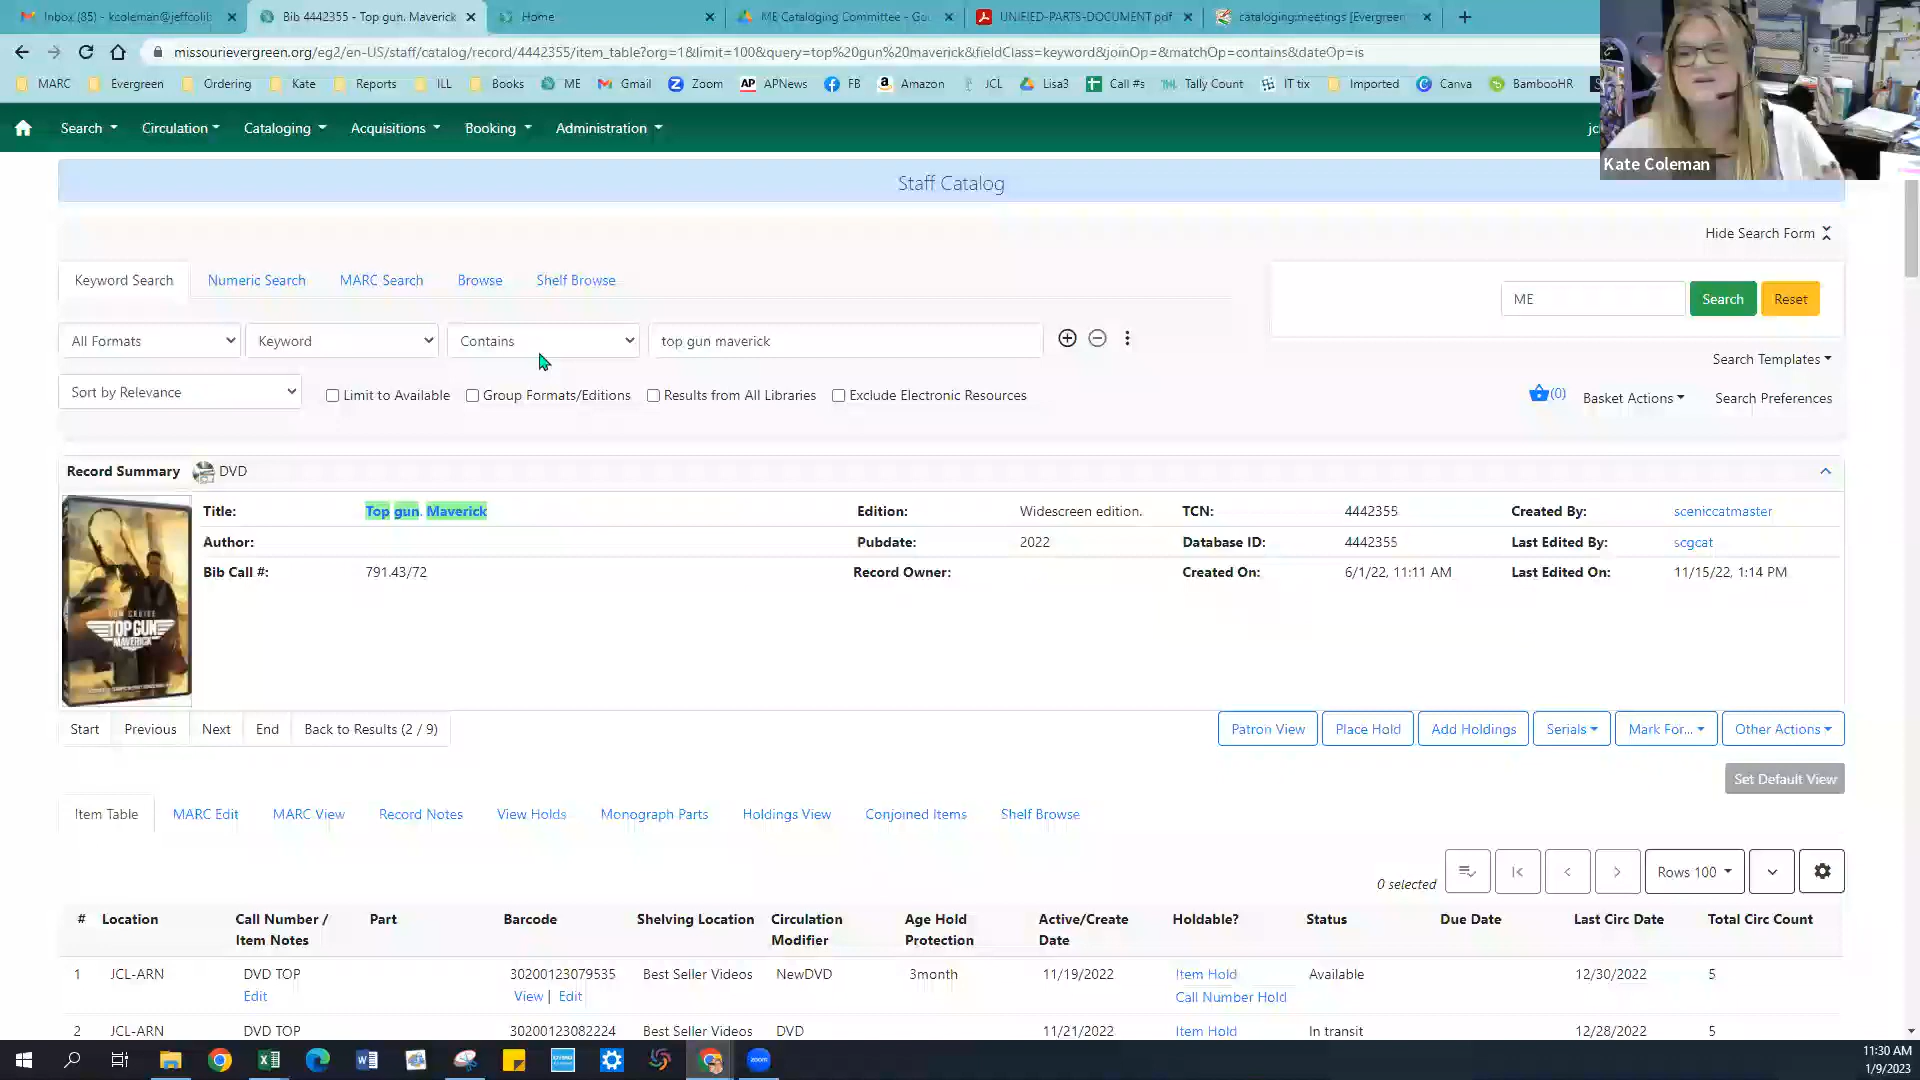 Inbox (85) - kcoleman@jeffcolib
Bib 4442355 - Top gun. Maverick
Home
ME Cataloging Committee - Go
UNIFIED-PARTS-DOCUMENT.pdf
cataloging:meetings [Evergreen
missourievergreen.org/eg2/en-US/staff/catalog/record/4442355/item_table?org=1&limit=100&query=top%20gun%20maverick&fieldClass=keyword&joinOp=&matchOp=contains&dateOp=is
MARC Evergreen Ordering Kate Reports ILL Books ME Gmail Zoom AP APNews FB Amazon JCL Lisa3 Call #s Tally Count IT tix Imported Canva BambooHR
Search Circulation Cataloging Acquisitions Booking Administration
Kate Coleman
Staff Catalog
Hide Search Form
Keyword Search Numeric Search MARC Search Browse Shelf Browse
ME Search Reset
All Formats Keyword Contains top gun maverick
Search Templates
Sort by Relevance Limit to Available Group Formats/Editions Results from All Libraries Exclude Electronic Resources
(0) Basket Actions Search Preferences
Record Summary DVD
Title: Top gun. Maverick Edition: Widescreen edition. TCN: 4442355 Created By: sceniccatmaster
Author: Pubdate: 2022 Database ID: 4442355 Last Edited By: scgcat
Bib Call #: 791.43/72 Record Owner: Created On: 6/1/22, 11:11 AM Last Edited On: 11/15/22, 1:14 PM
TOM CRUISE
TOP GUN
MAVERICK
Start Previous Next End Back to Results (2 / 9)
Patron View Place Hold Add Holdings Serials Mark For... Other Actions
Set Default View
Item Table MARC Edit MARC View Record Notes View Holds Monograph Parts Holdings View Conjoined Items Shelf Browse
0 selected Rows 100
# Location Call Number / Item Notes Part Barcode Shelving Location Circulation Modifier Age Hold Protection Active/Create Date Holdable? Status Due Date Last Circ Date Total Circ Count
1 JCL-ARN DVD TOP 30200123079535 Best Seller Videos NewDVD 3month 11/19/2022 Item Hold Available 12/30/2022 5
Edit View | Edit Call Number Hold
2 JCL-ARN DVD TOP 30200123082224 Best Seller Videos DVD 11/21/2022 Item Hold In transit 12/28/2022 5
zoom
11:30 AM
1/9/2023